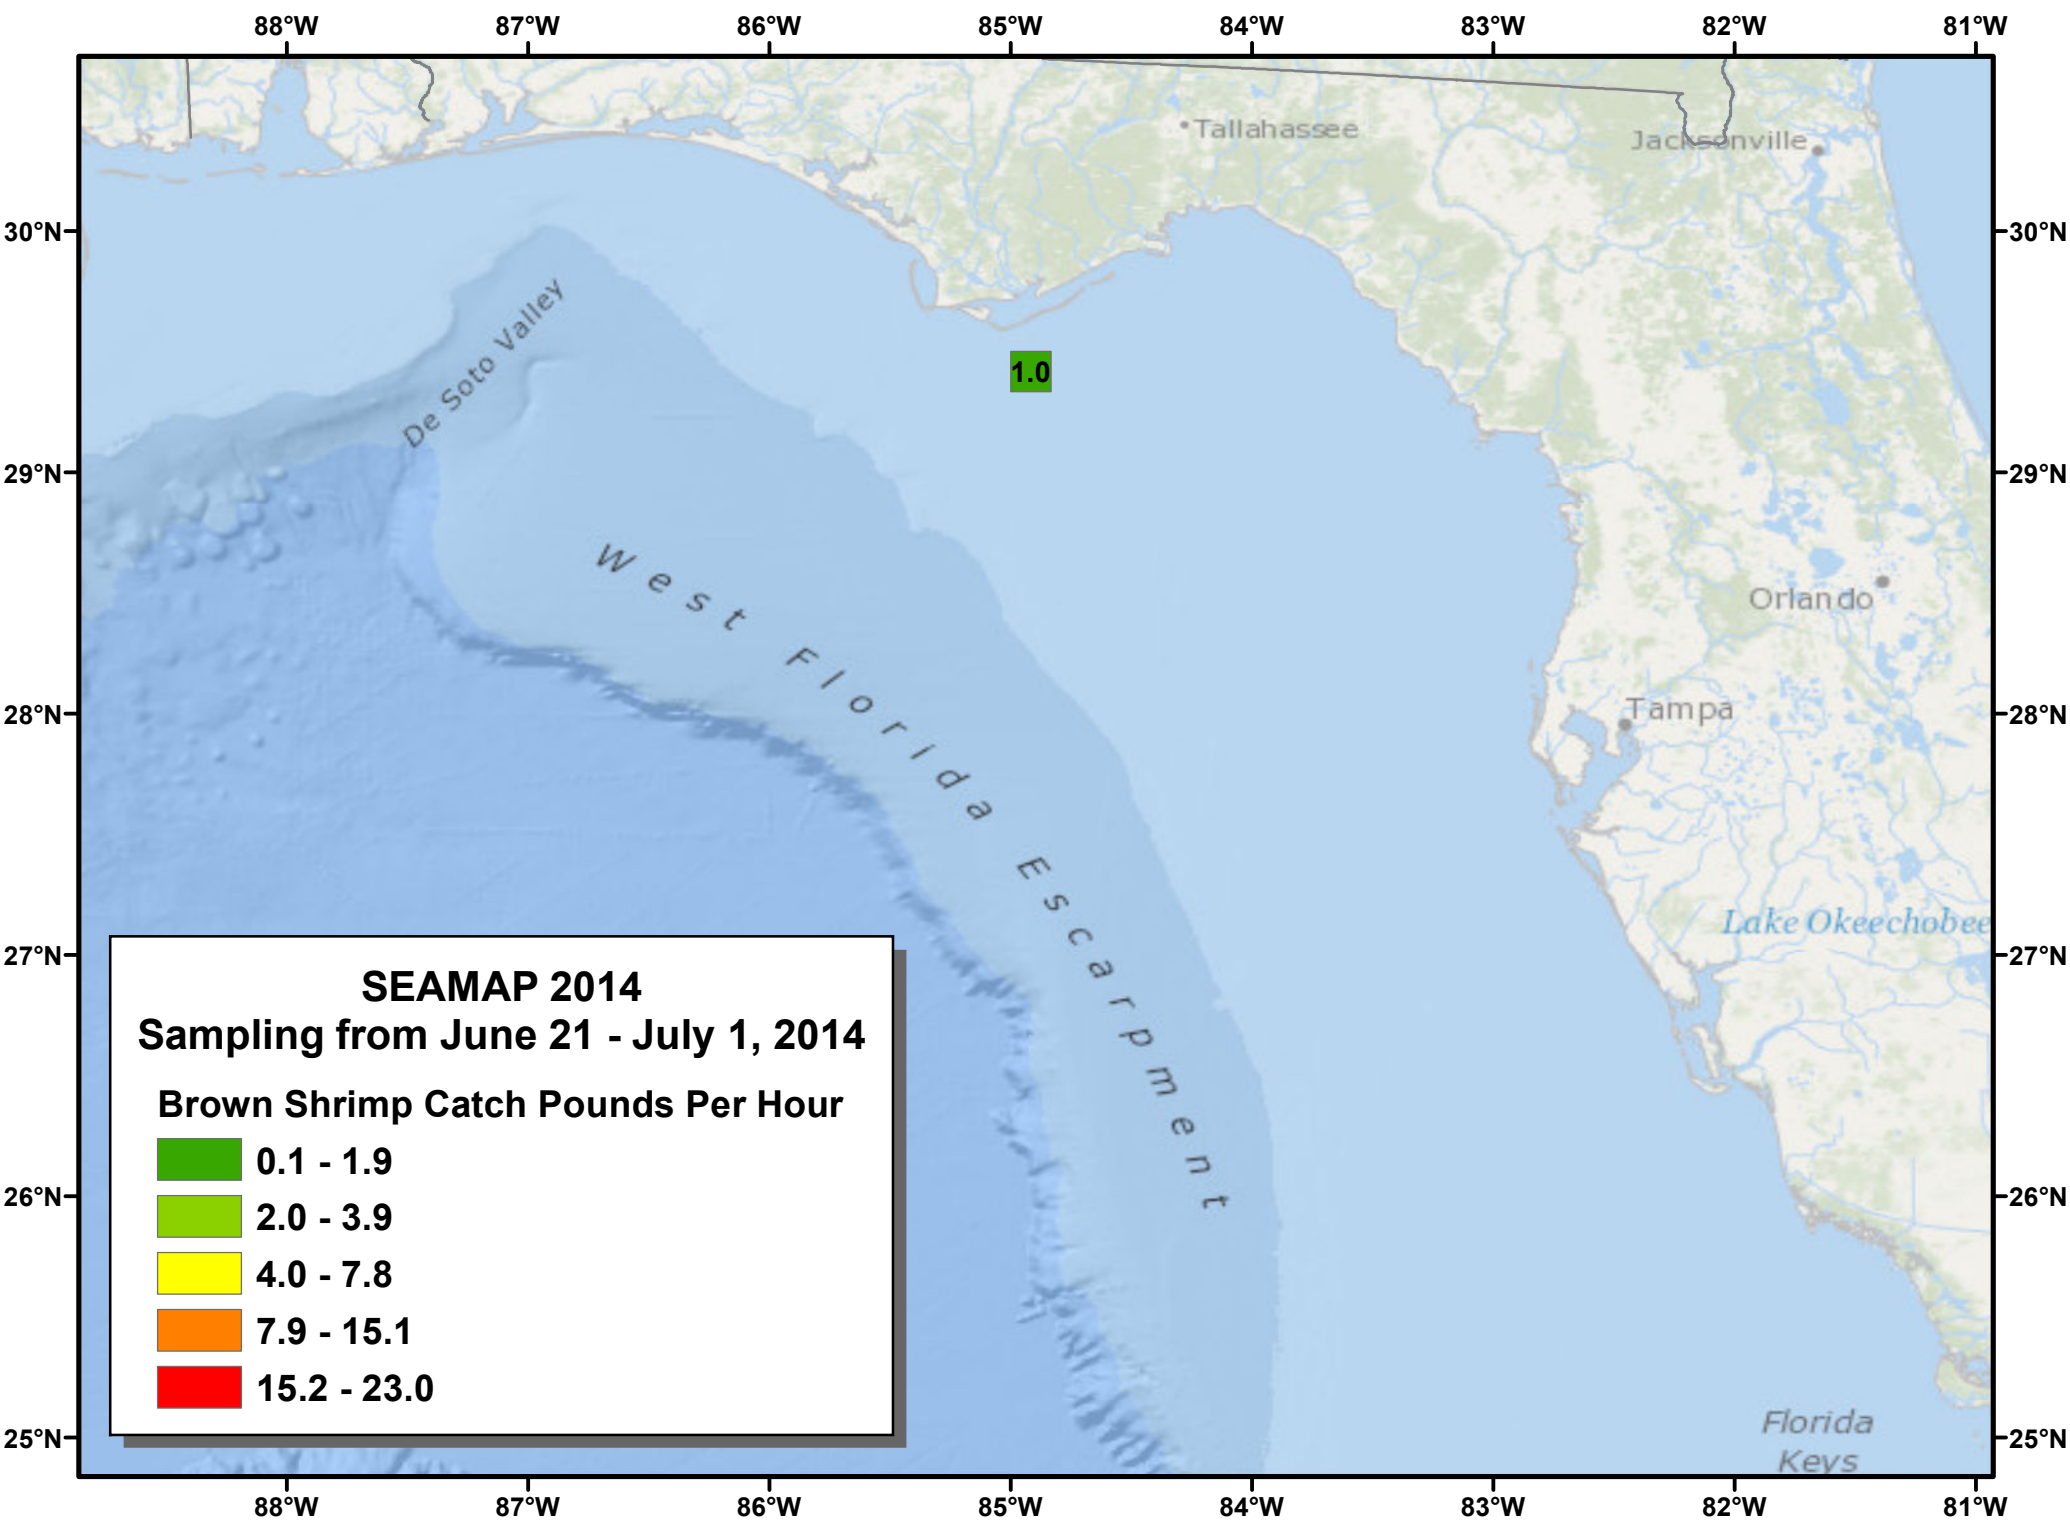 88°W 87°W 86°W 85°W 84°W 83°W 82°W 81°W
Tallahassee
Jacksonville
30°N 30°N
De Soto Valley
1.0
29°N 29°N
West Florida Escarpment
Orlando
28°N 28°N
Tampa
Lake Okeechobee
27°N 27°N
SEAMAP 2014
Sampling from June 21 - July 1, 2014
Brown Shrimp Catch Pounds Per Hour
0.1 - 1.9
26°N 26°N
2.0 - 3.9
4.0 - 7.8
7.9 - 15.1
15.2 - 23.0
25°N 25°N
Florida
Keys
88°W 87°W 86°W 85°W 84°W 83°W 82°W 81°W